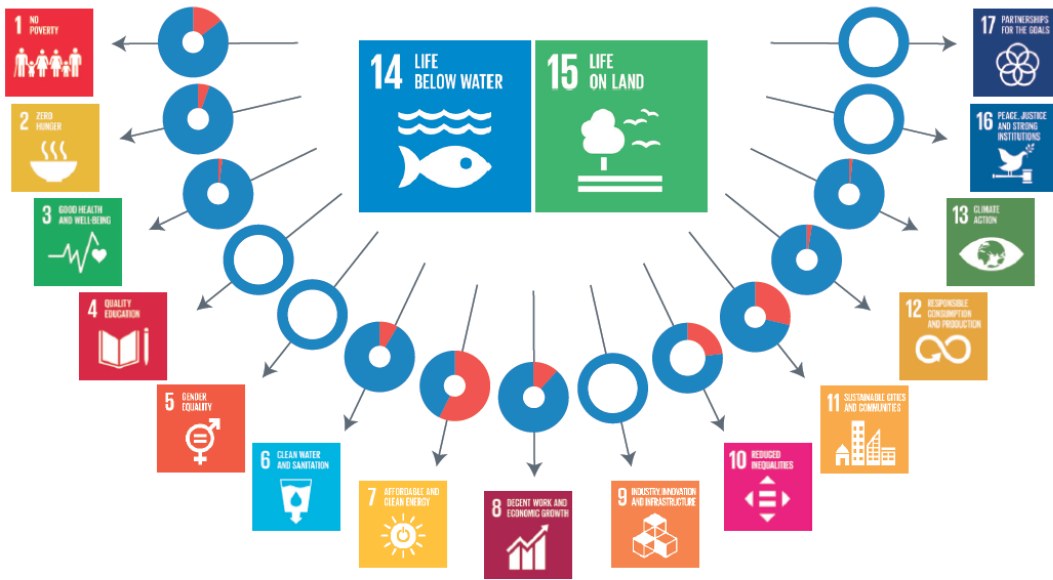 1 NO
POVERTY
2 ZERO
HUNGER
3 GOOD HEALTH
AND WELL-BEING
4 QUALITY
EDUCATION
5 GENDER
EQUALITY
6 CLEAN WATER
AND SANITATION
7 AFFORDABLE AND
CLEAN ENERGY
8 DECENT WORK AND
ECONOMIC GROWTH
9 INDUSTRY, INNOVATION
AND INFRASTRUCTURE
10 REDUCED
INEQUALITIES
11 SUSTAINABLE CITIES
AND COMMUNITIES
12 RESPONSIBLE
CONSUMPTION
AND PRODUCTION
13 CLIMATE
ACTION
14 LIFE
BELOW WATER
15 LIFE
ON LAND
16 PEACE, JUSTICE
AND STRONG
INSTITUTIONS
17 PARTNERSHIPS
FOR THE GOALS